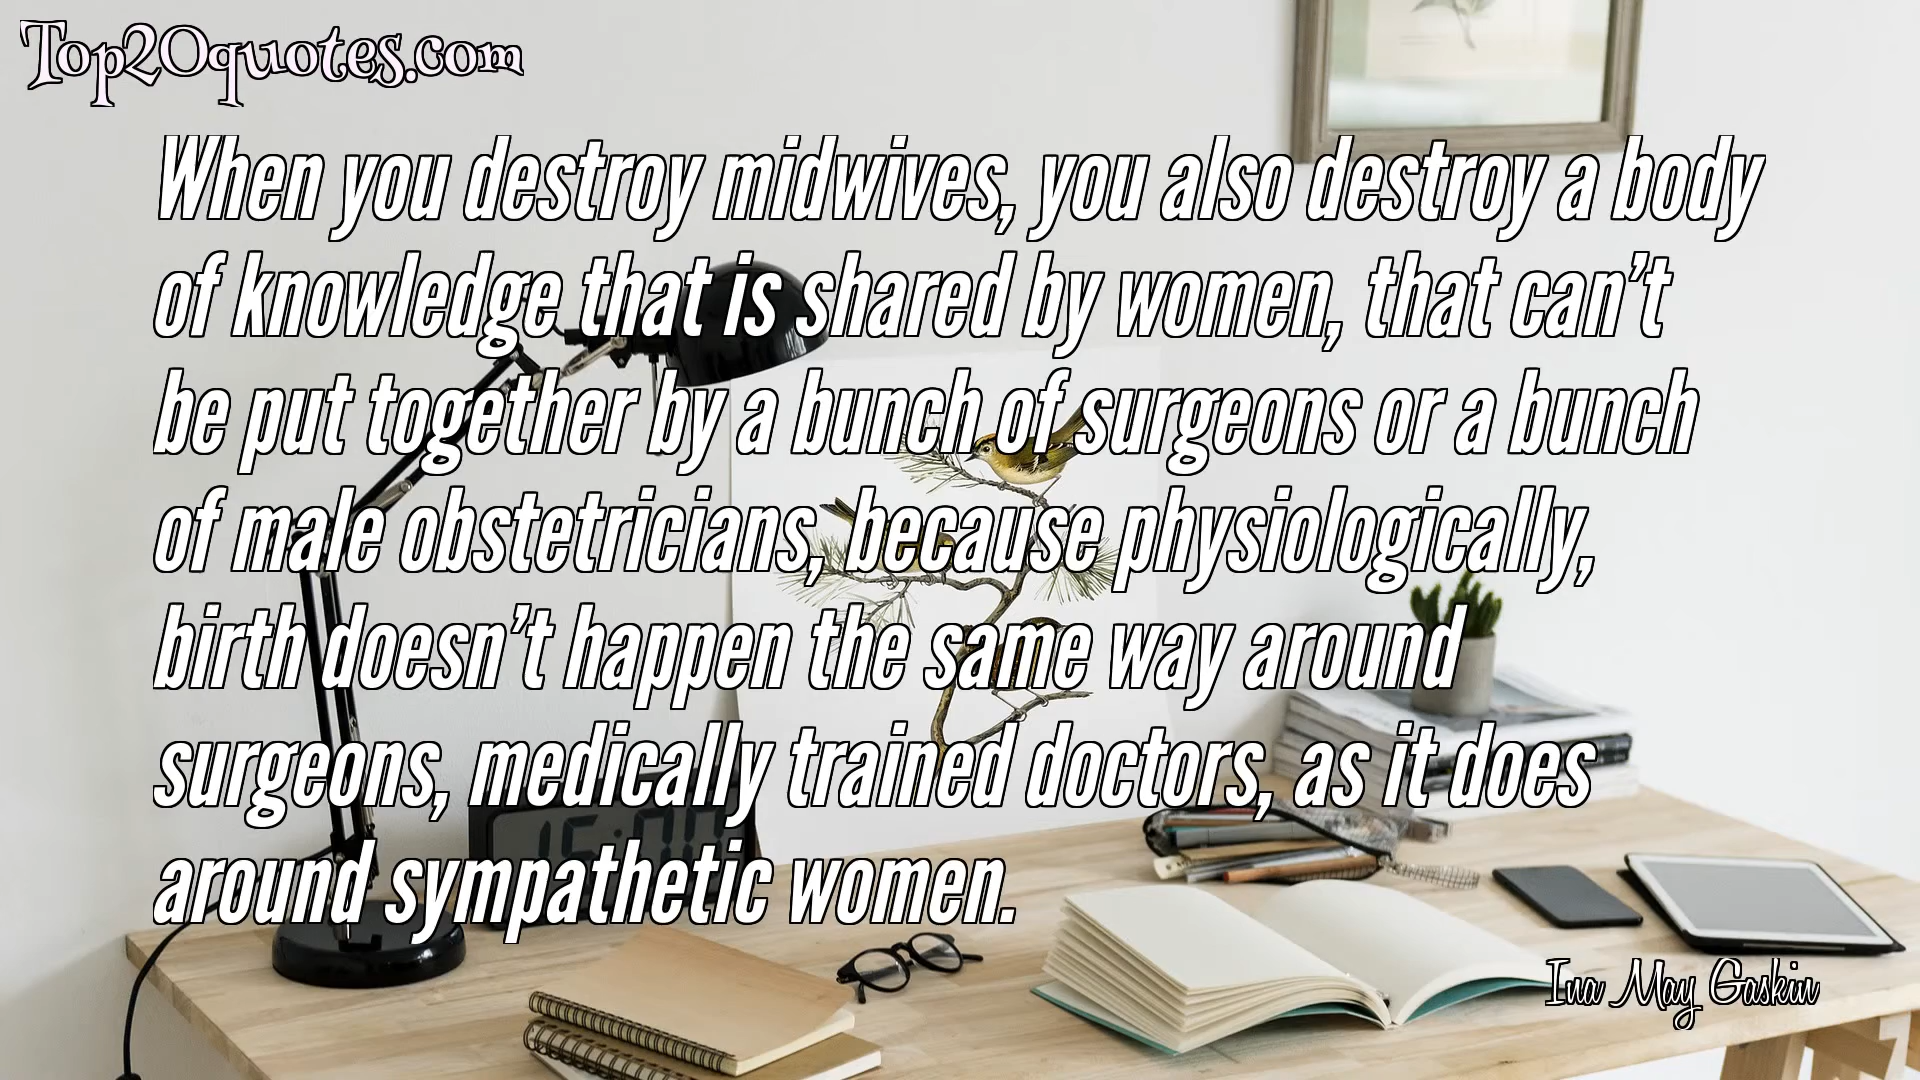 Top20quotes.com
When you destroy midwives, you also destroy a body
of knowledge that is shared by women, that can’t
be put together by a bunch of surgeons or a bunch
of male obstetricians, because physiologically,
birth doesn’t happen the same way around
surgeons, medically trained doctors, as it does
around sympathetic women.
15:00
Ina May Gaskin